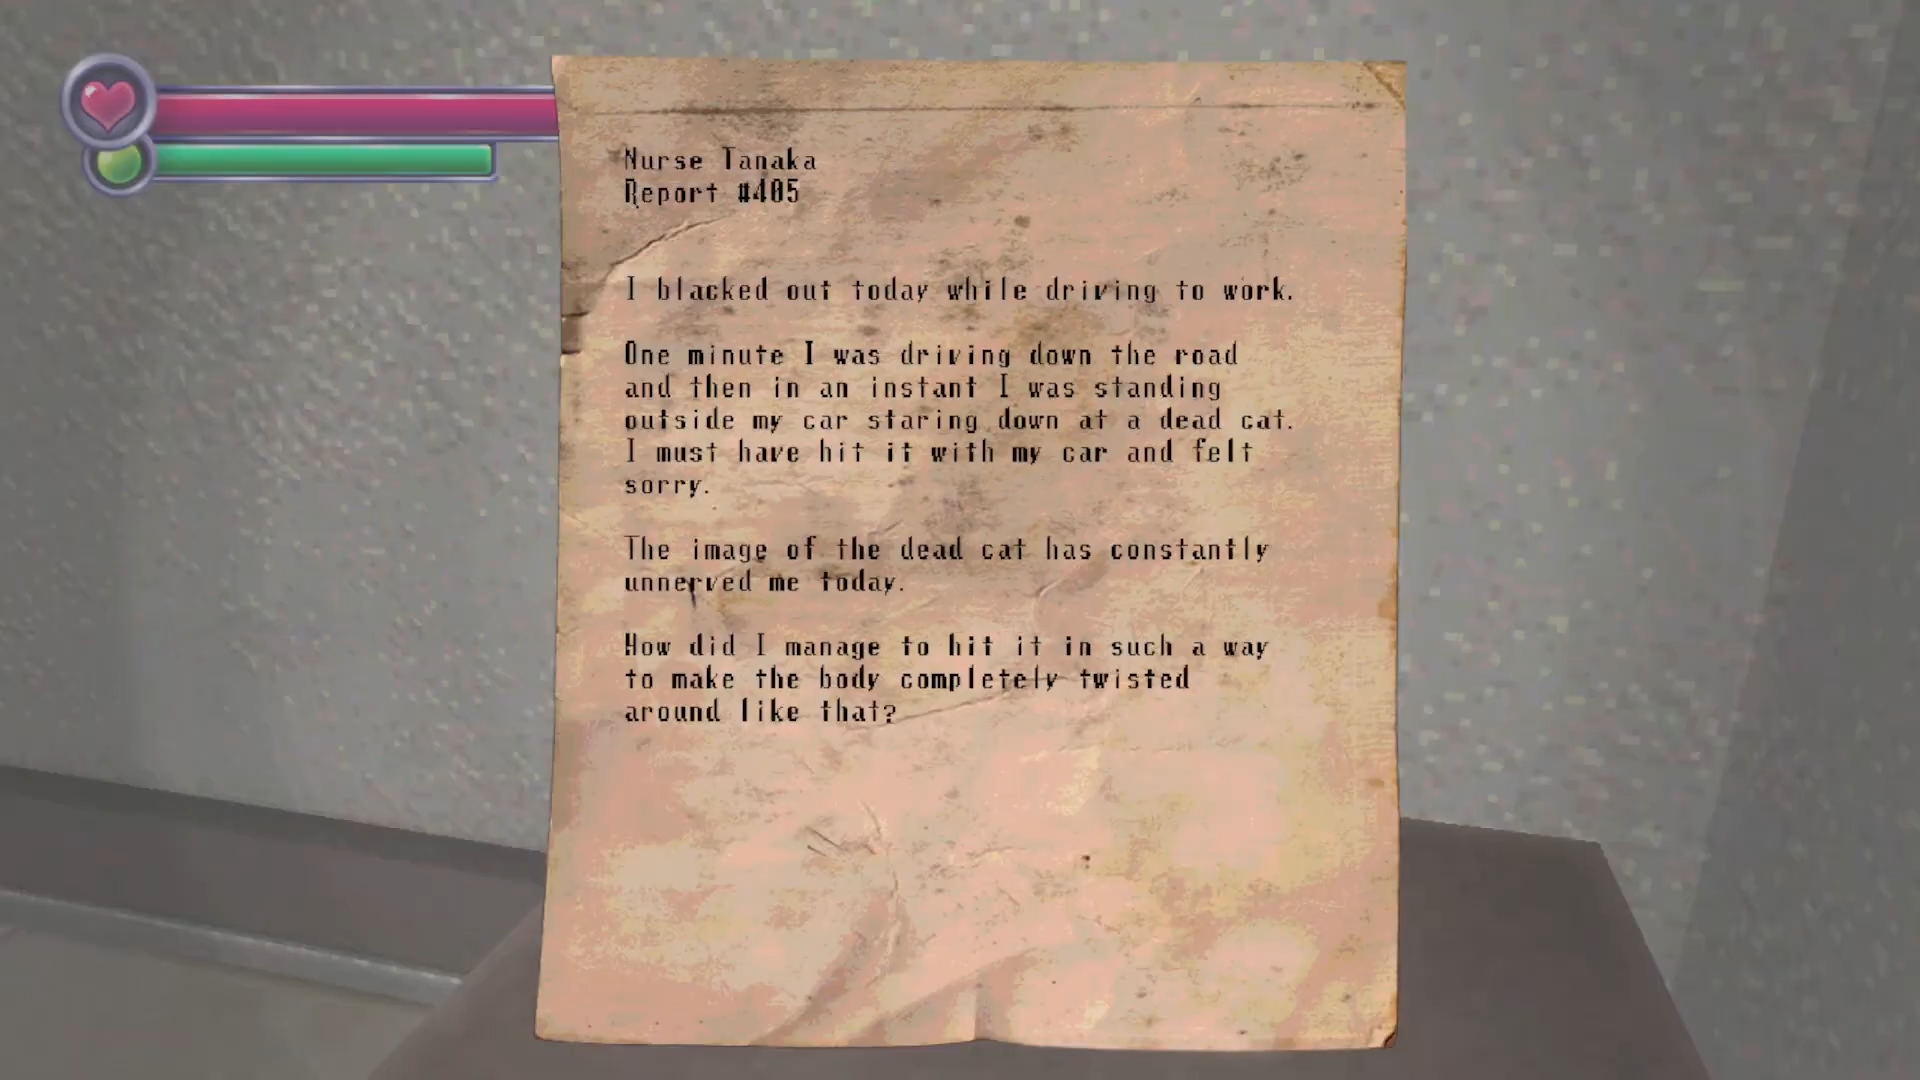 Nurse Tanaka
Report #405
I blacked out today while driving to work.
One minute I was driving down the road
and then in an instant I was standing
outside my car staring down at a dead cat.
I must have hit it with my car and felt
sorry.
The image of the dead cat has constantly
unnerved me today.
How did I manage to hit it in such a way
to make the body completely twisted
around like that?